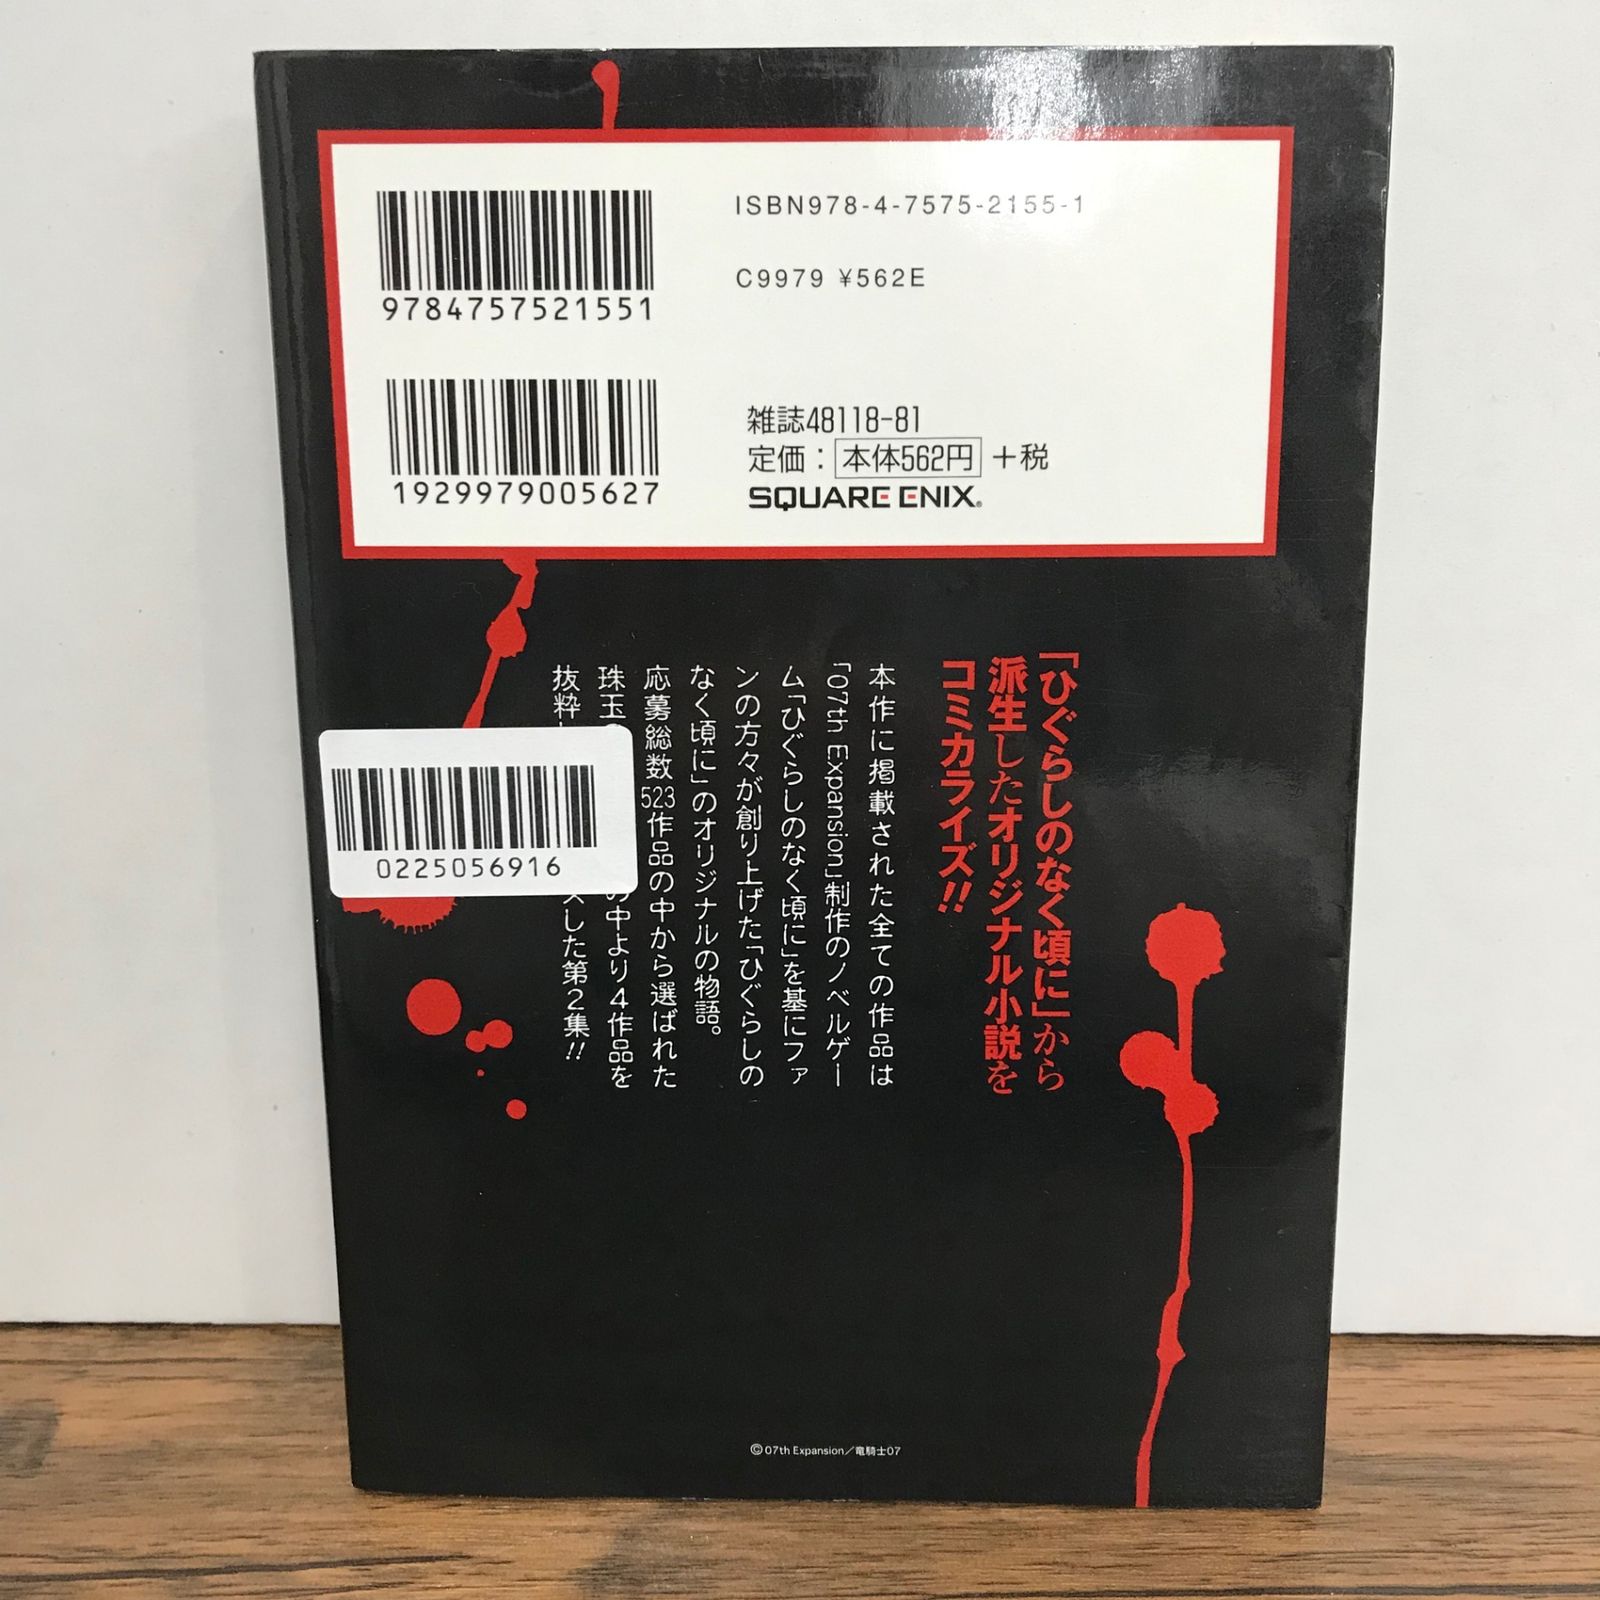 ISBN978-4-7575-2155-1
C9979 ¥562E
9784757521551
雑誌48118-81
定価：本体562円＋税
SQUARE ENIX®
1929979005627
「ひぐらしのなく頃に」から
派生したオリジナル小説を
コミカライズ!!
本作に掲載された全ての作品は
「07th Expansion」制作のノベルゲー
ム「ひぐらしのなく頃に」を基にファ
ンの方々が創り上げた「ひぐらしの
なく頃に」のオリジナルの物語。
応募総数523作品の中から選ばれた
珠玉の中より4作品を
抜粋した第2集!!
0225056916
©07th Expansion／竜騎士07